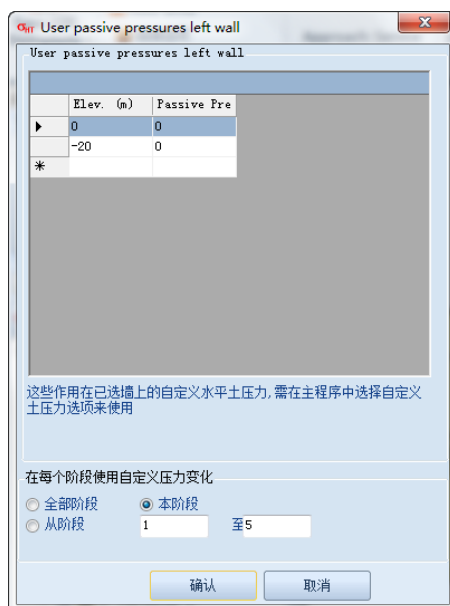 σHT User passive pressures left wall
User passive pressures left wall
Elev. (m) Passive Pre
0 0
-20 0
*
这些作用在已选墙上的自定义水平土压力,需在主程序中选择自定义
土压力选项来使用
在每个阶段使用自定义压力变化
全部阶段 本阶段
从阶段 1 至 5
确认 取消